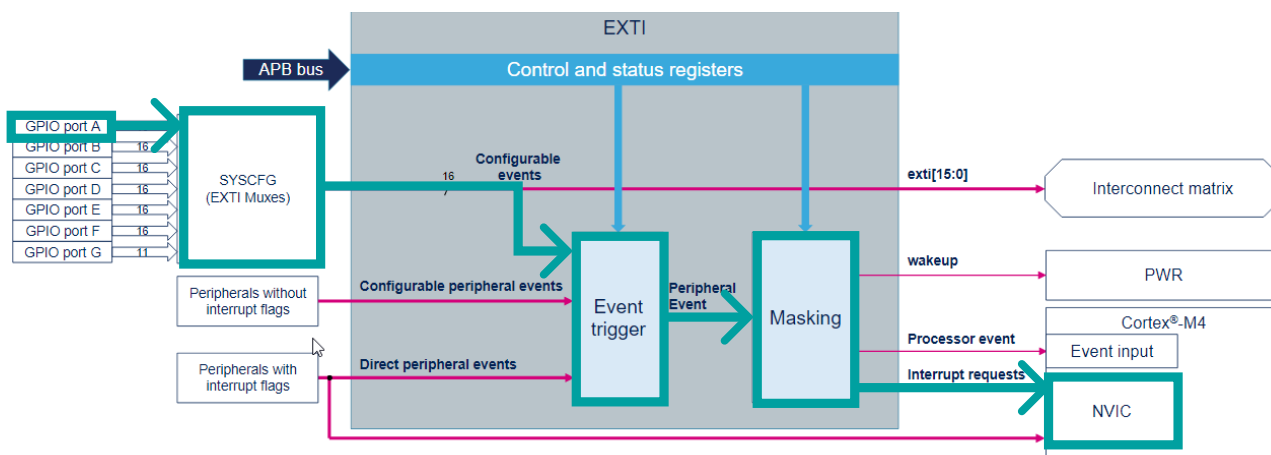 EXTI
APB bus
Control and status registers
GPIO port A
GPIO port B
16
GPIO port C
16
GPIO port D
16
GPIO port E
16
GPIO port F
16
GPIO port G
11
SYSCFG
(EXTI Muxes)
16
/
Configurable
events
exti[15:0]
Interconnect matrix
wakeup
PWR
Peripherals without
interrupt flags
Configurable peripheral events
Event
trigger
Peripheral
Event
Masking
Cortex®-M4
Processor event
Event input
Peripherals with
interrupt flags
Direct peripheral events
Interrupt requests
NVIC